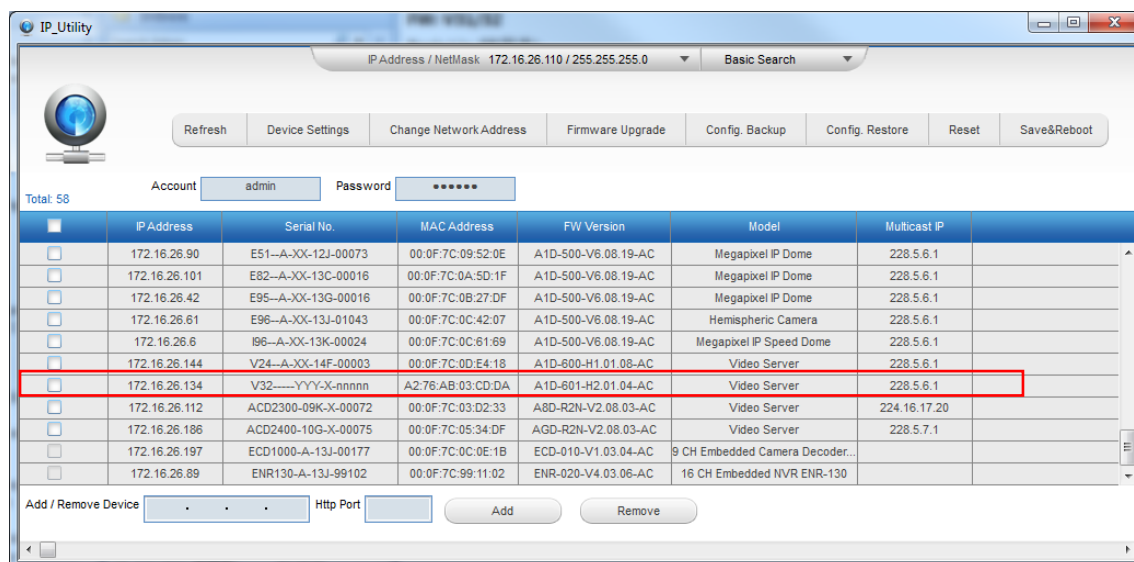 IP_Utility
IP Address / NetMask 172.16.26.110 / 255.255.255.0 Basic Search
Refresh Device Settings Change Network Address Firmware Upgrade Config. Backup Config. Restore Reset Save&Reboot
Account admin Password ●●●●●●
Total: 58
IP Address Serial No. MAC Address FW Version Model Multicast IP
172.16.26.90 E51--A-XX-12J-00073 00:0F:7C:09:52:0E A1D-500-V6.08.19-AC Megapixel IP Dome 228.5.6.1
172.16.26.101 E82--A-XX-13C-00016 00:0F:7C:0A:5D:1F A1D-500-V6.08.19-AC Megapixel IP Dome 228.5.6.1
172.16.26.42 E95--A-XX-13G-00016 00:0F:7C:0B:27:DF A1D-500-V6.08.19-AC Megapixel IP Dome 228.5.6.1
172.16.26.61 E96--A-XX-13J-01043 00:0F:7C:0C:42:07 A1D-500-V6.08.19-AC Hemispheric Camera 228.5.6.1
172.16.26.6 I96--A-XX-13K-00024 00:0F:7C:0C:61:69 A1D-500-V6.08.19-AC Megapixel IP Speed Dome 228.5.6.1
172.16.26.144 V24--A-XX-14F-00003 00:0F:7C:0D:E4:18 A1D-600-H1.01.08-AC Video Server 228.5.6.1
172.16.26.134 V32-----YYY-X-nnnnn A2:76:AB:03:CD:DA A1D-601-H2.01.04-AC Video Server 228.5.6.1
172.16.26.112 ACD2300-09K-X-00072 00:0F:7C:03:D2:33 A8D-R2N-V2.08.03-AC Video Server 224.16.17.20
172.16.26.186 ACD2400-10G-X-00075 00:0F:7C:05:34:DF AGD-R2N-V2.08.03-AC Video Server 228.5.7.1
172.16.26.197 ECD1000-A-13J-00177 00:0F:7C:0C:0E:1B ECD-010-V1.03.04-AC 9 CH Embedded Camera Decoder...
172.16.26.89 ENR130-A-13J-99102 00:0F:7C:99:11:02 ENR-020-V4.03.06-AC 16 CH Embedded NVR ENR-130
Add / Remove Device . . . Http Port Add Remove